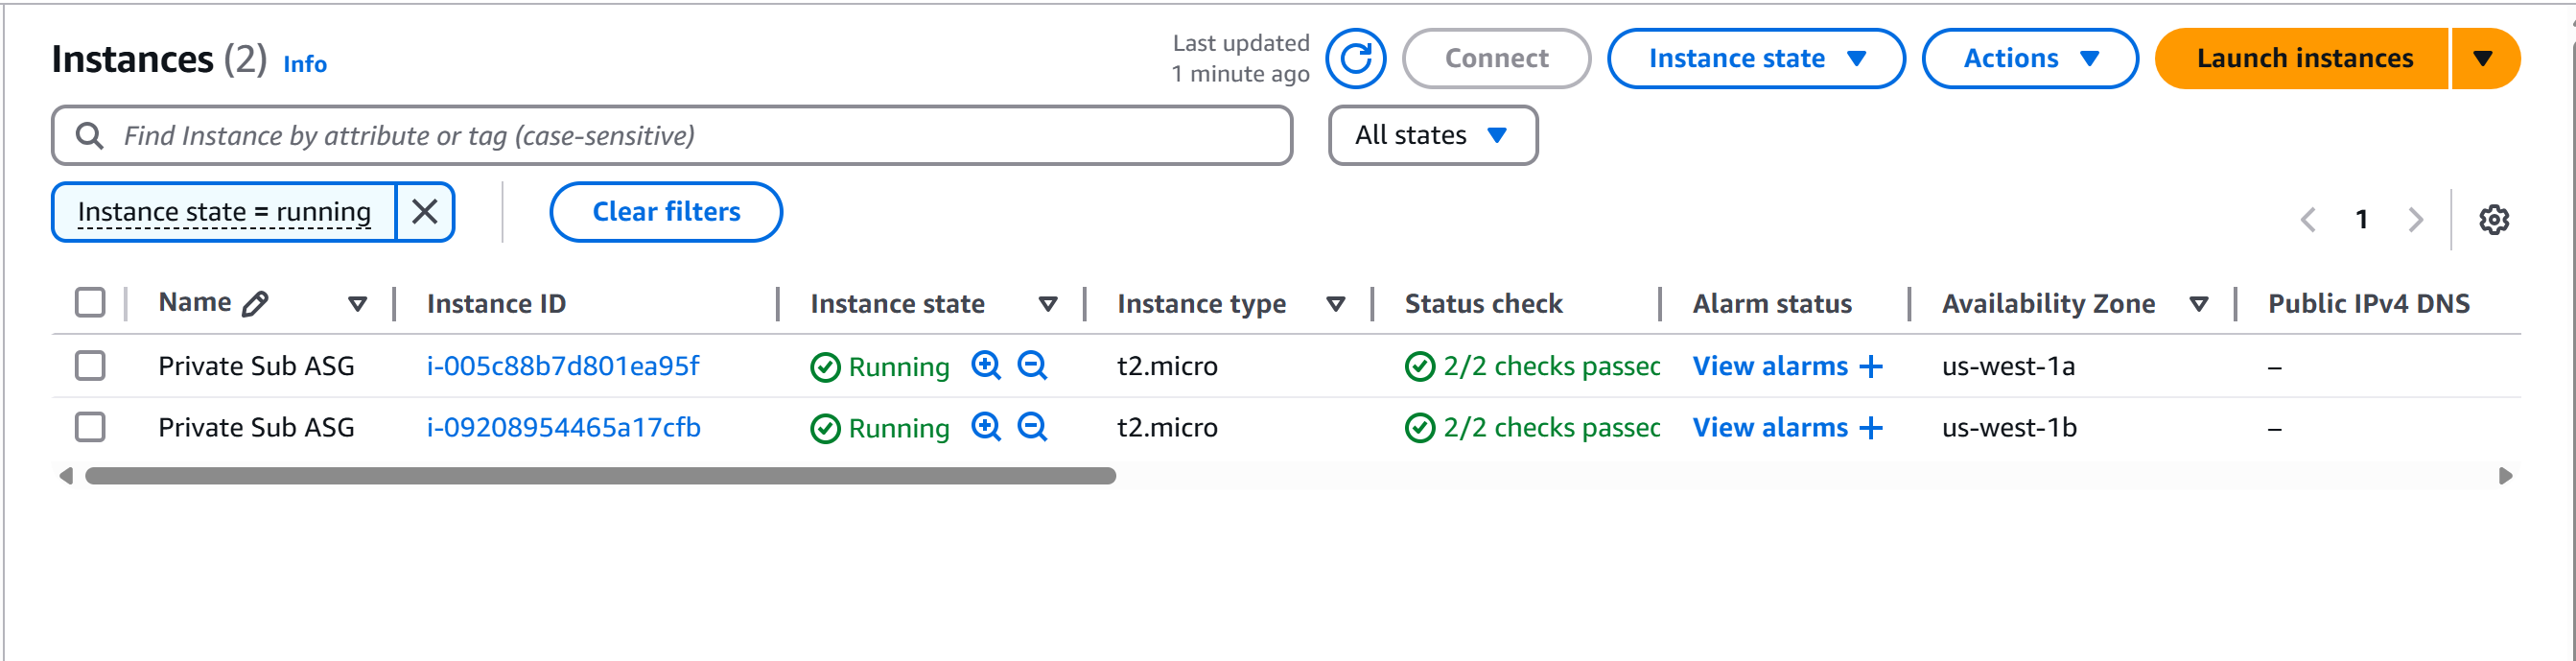 Instances (2) Info
Last updated
1 minute ago
Connect
Instance state
Actions
Launch instances
Find Instance by attribute or tag (case-sensitive)
All states
Instance state = running
Clear filters
1
Name Instance ID Instance state Instance type Status check Alarm status Availability Zone Public IPv4 DNS
Private Sub ASG i-005c88b7d801ea95f Running t2.micro 2/2 checks passed View alarms + us-west-1a –
Private Sub ASG i-09208954465a17cfb Running t2.micro 2/2 checks passed View alarms + us-west-1b –